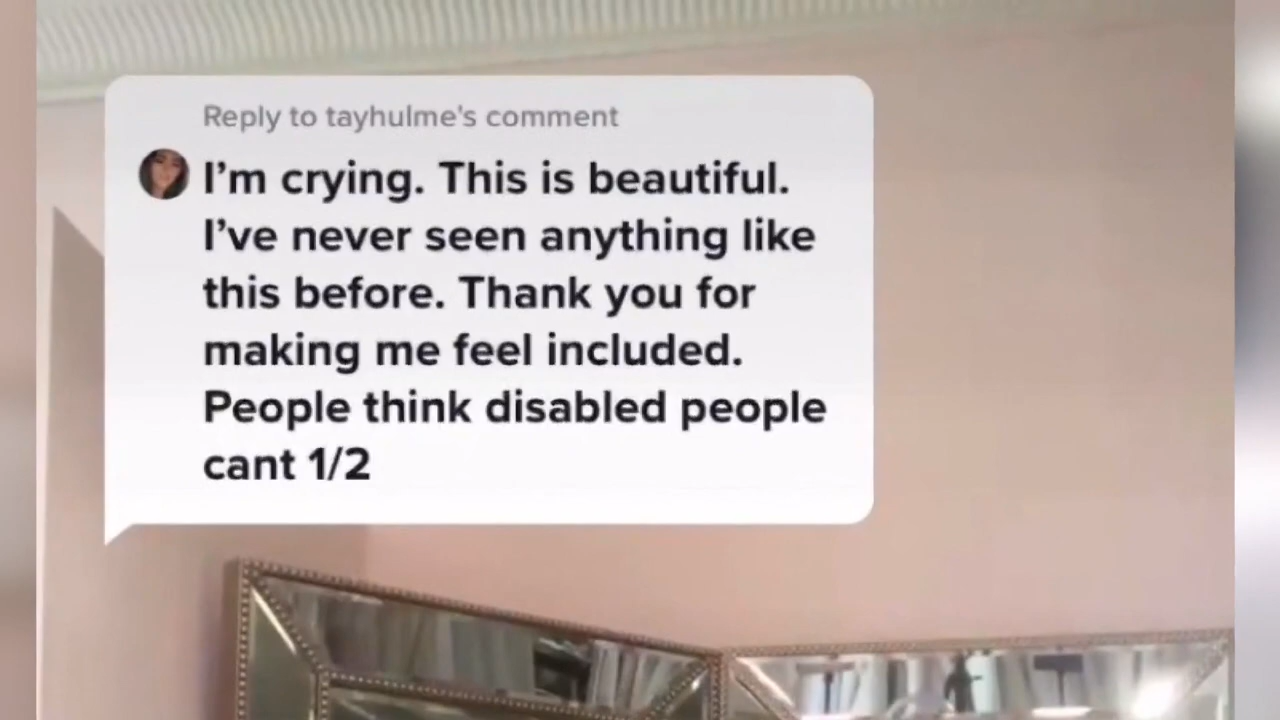 Reply to tayhulme's comment
I'm crying. This is beautiful.
I've never seen anything like
this before. Thank you for
making me feel included.
People think disabled people
cant 1/2